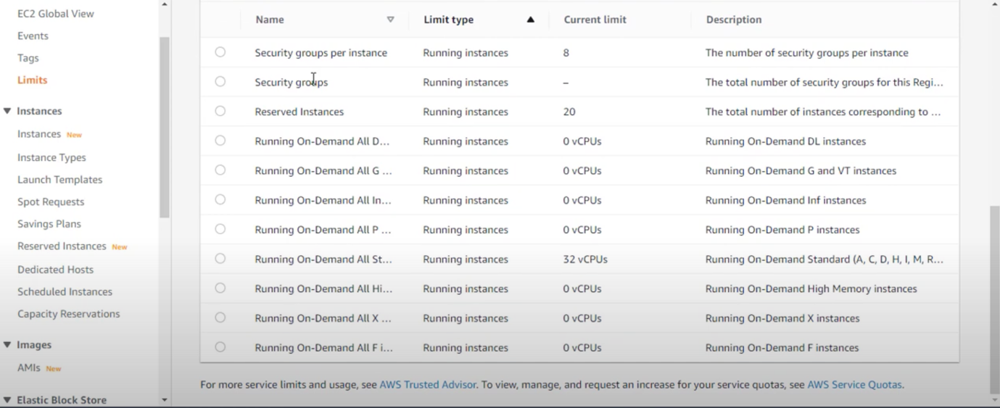 EC2 Global View
Events
Tags
Limits
Instances
Instances New
Instance Types
Launch Templates
Spot Requests
Savings Plans
Reserved Instances New
Dedicated Hosts
Scheduled Instances
Capacity Reservations
Images
AMIs New
Elastic Block Store
Name Limit type Current limit Description
Security groups per instance Running instances 8 The number of security groups per instance
Security groups Running instances – The total number of security groups for this Regi...
Reserved Instances Running instances 20 The total number of instances corresponding to ...
Running On-Demand All D... Running instances 0 vCPUs Running On-Demand DL instances
Running On-Demand All G ... Running instances 0 vCPUs Running On-Demand G and VT instances
Running On-Demand All In... Running instances 0 vCPUs Running On-Demand Inf instances
Running On-Demand All P ... Running instances 0 vCPUs Running On-Demand P instances
Running On-Demand All St... Running instances 32 vCPUs Running On-Demand Standard (A, C, D, H, I, M, R...
Running On-Demand All Hi... Running instances 0 vCPUs Running On-Demand High Memory instances
Running On-Demand All X ... Running instances 0 vCPUs Running On-Demand X instances
Running On-Demand All F i... Running instances 0 vCPUs Running On-Demand F instances
For more service limits and usage, see AWS Trusted Advisor. To view, manage, and request an increase for your service quotas, see AWS Service Quotas.